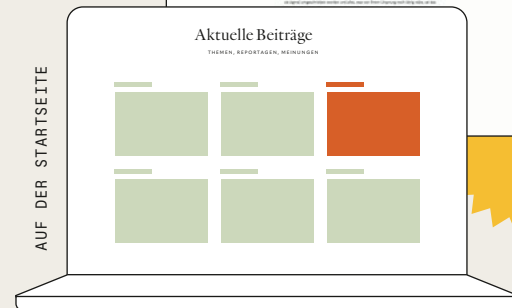 Aktuelle Beiträge
THEMEN, REPORTAGEN, MEINUNGEN
AUF DER STARTSEITE